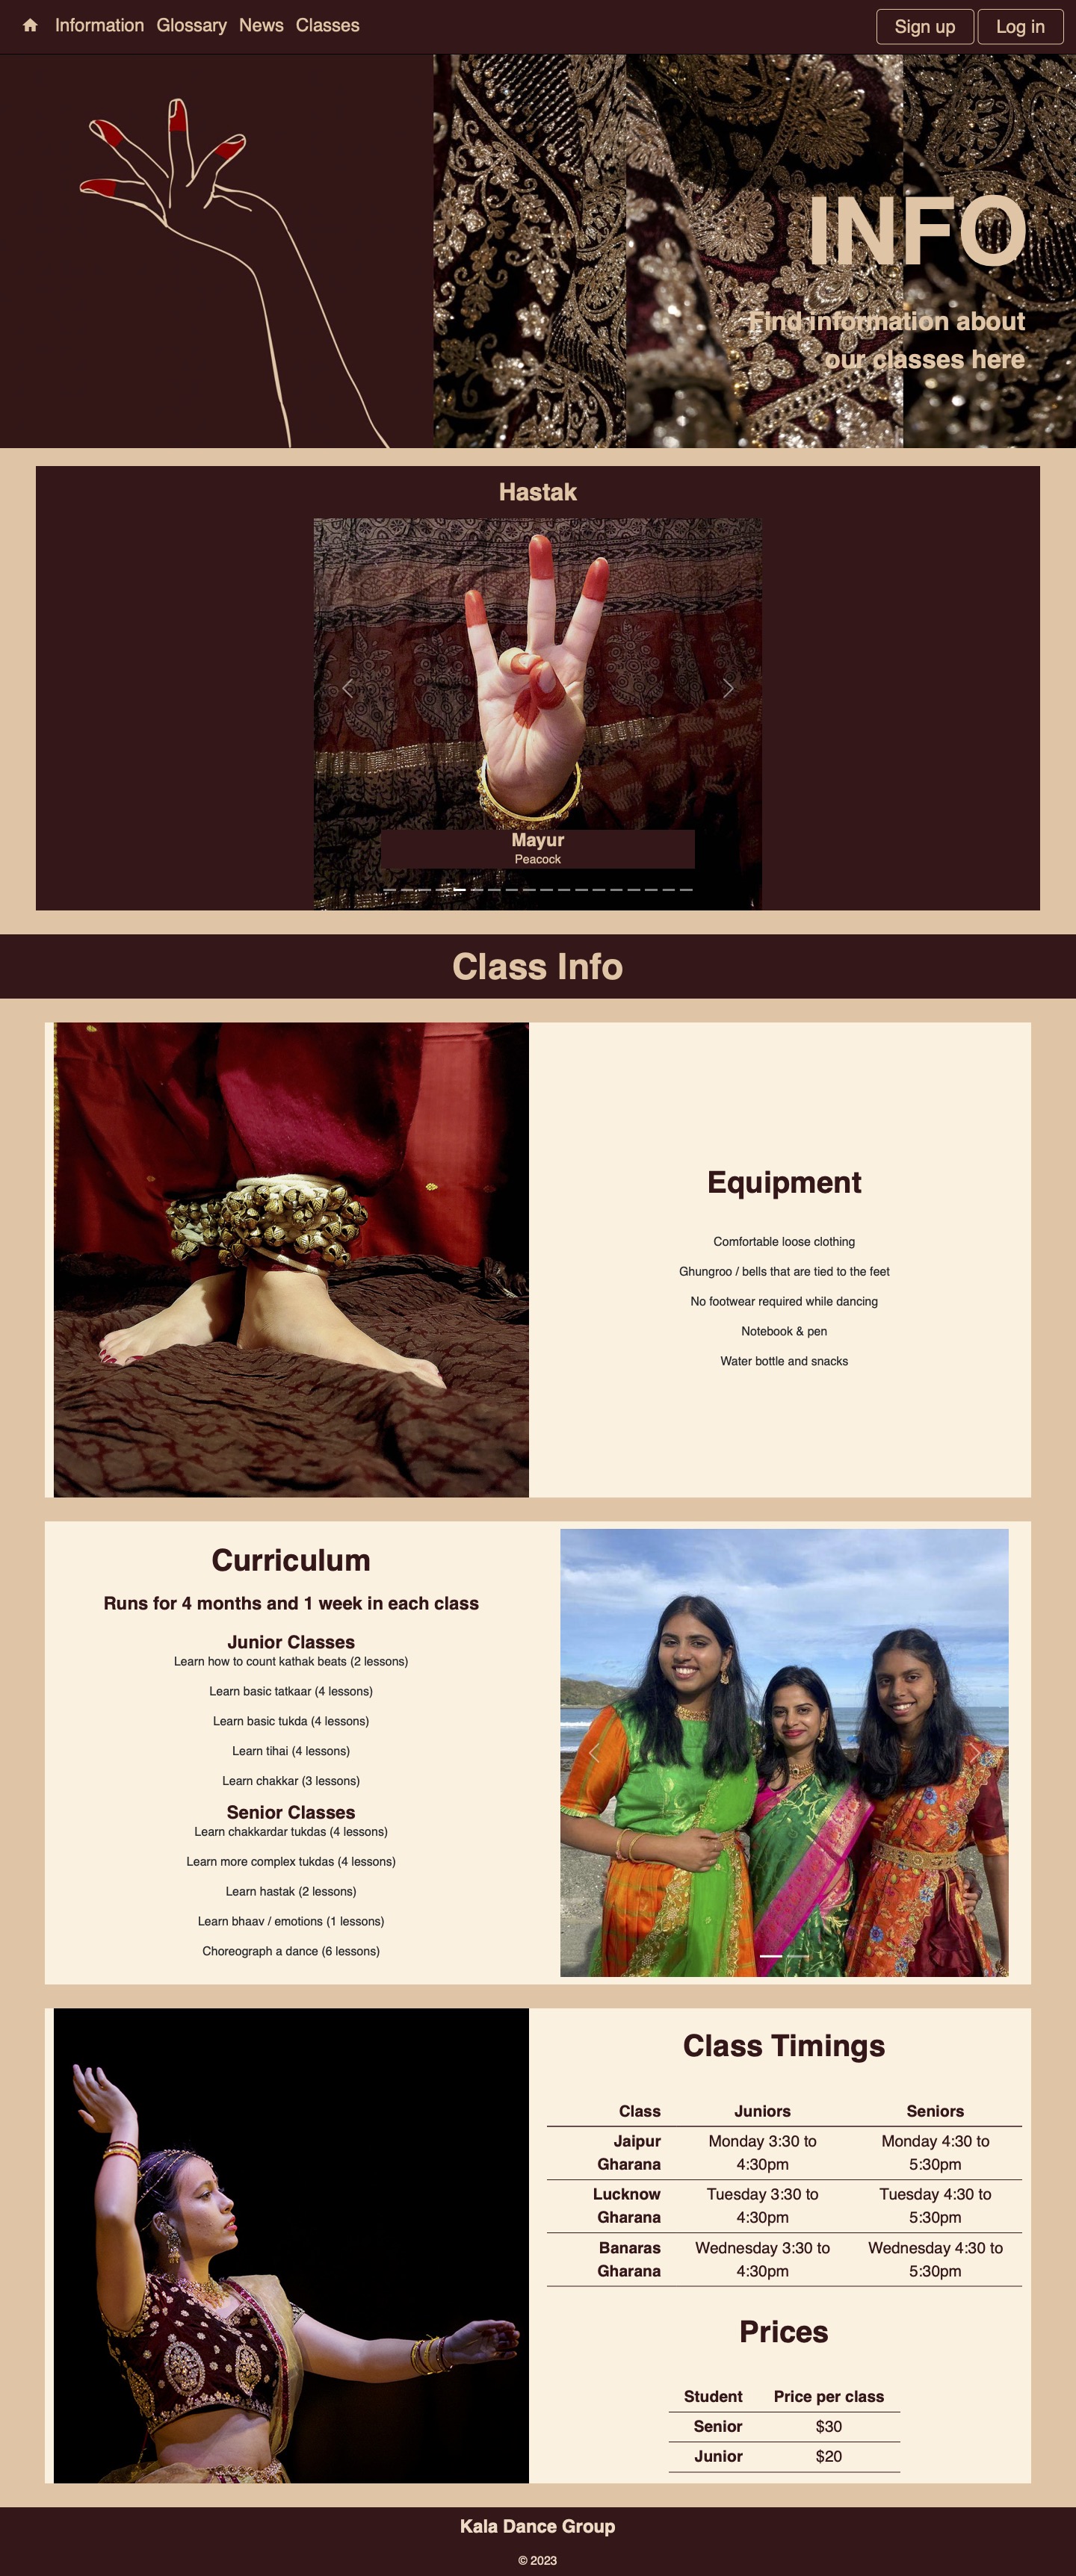 Information Glossary News Classes
Sign up Log in
INFO
Find information about
our classes here
Hastak
Mayur
Peacock
Class Info
Equipment
Comfortable loose clothing
Ghungroo / bells that are tied to the feet
No footwear required while dancing
Notebook & pen
Water bottle and snacks
Curriculum
Runs for 4 months and 1 week in each class
Junior Classes
Learn how to count kathak beats (2 lessons)
Learn basic tatkaar (4 lessons)
Learn basic tukda (4 lessons)
Learn tihai (4 lessons)
Learn chakkar (3 lessons)
Senior Classes
Learn chakkardar tukdas (4 lessons)
Learn more complex tukdas (4 lessons)
Learn hastak (2 lessons)
Learn bhaav / emotions (1 lessons)
Choreograph a dance (6 lessons)
Class Timings
Class Juniors Seniors
Jaipur Gharana Monday 3:30 to 4:30pm Monday 4:30 to 5:30pm
Lucknow Gharana Tuesday 3:30 to 4:30pm Tuesday 4:30 to 5:30pm
Banaras Gharana Wednesday 3:30 to 4:30pm Wednesday 4:30 to 5:30pm
Prices
Student Price per class
Senior $30
Junior $20
Kala Dance Group
© 2023